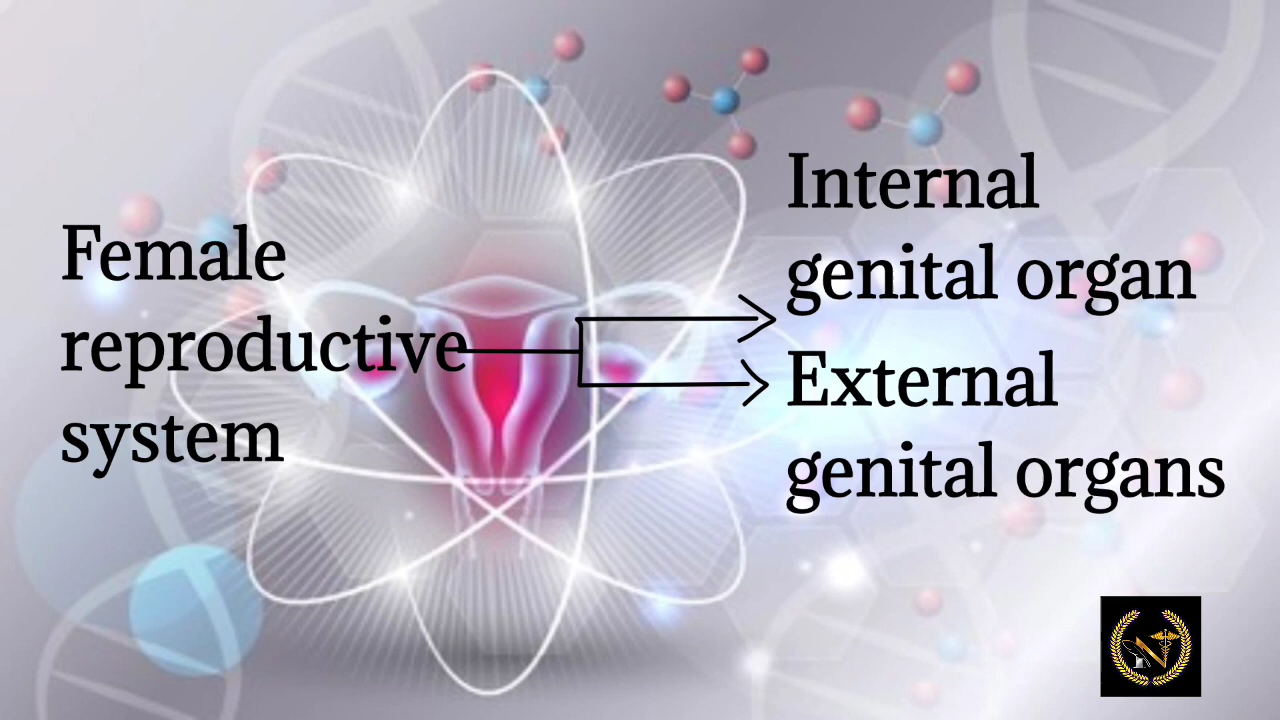 Female
reproductive
system
Internal
genital organ
External
genital organs